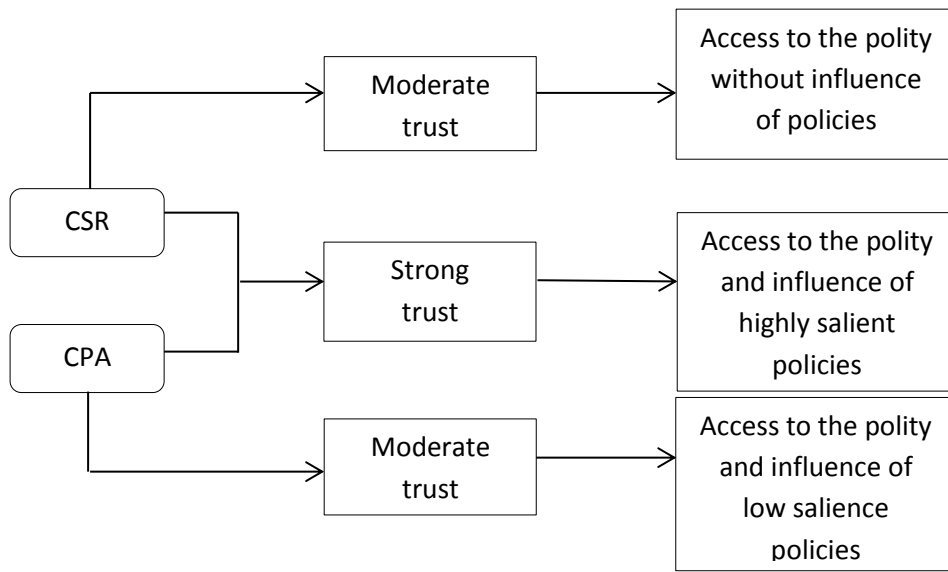 Moderate
trust
Access to the polity
without influence
of policies
CSR
Strong
trust
Access to the polity
and influence of
highly salient
policies
CPA
Moderate
trust
Access to the polity
and influence of
low salience
policies